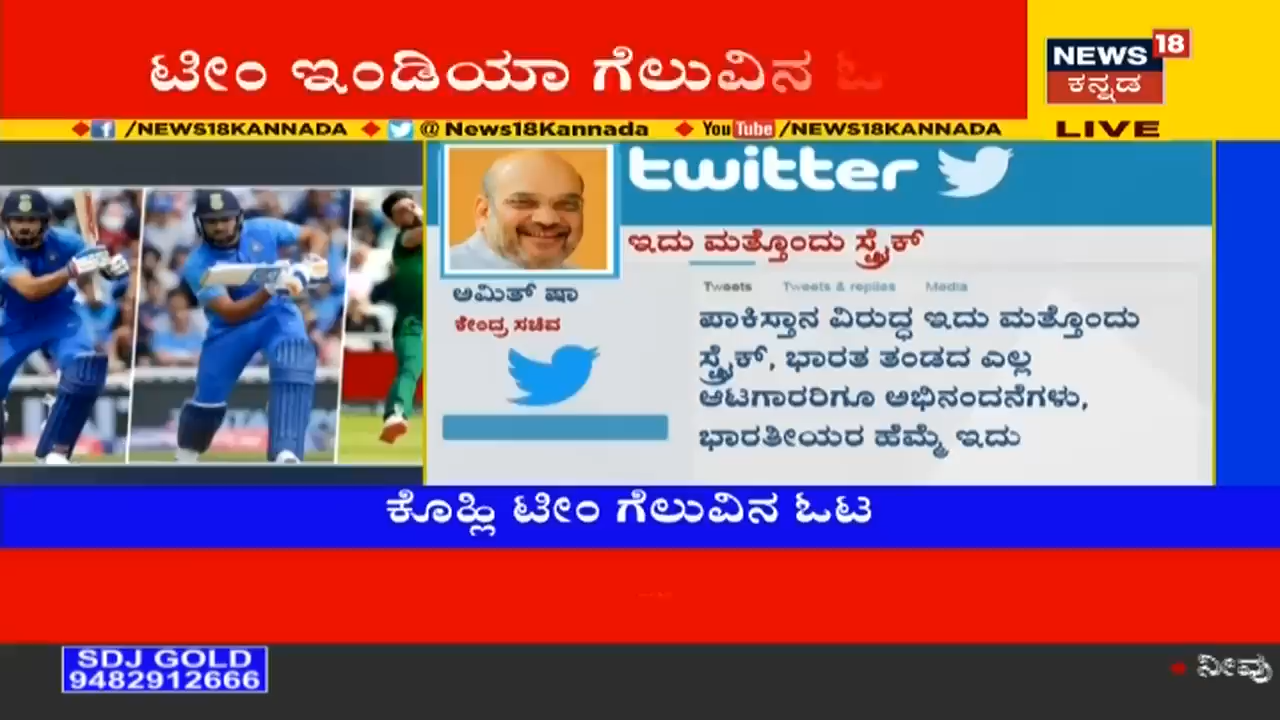 ಟೀಂ ಇಂಡಿಯಾ ಗೆಲುವಿನ ಓ
NEWS 18
ಕನ್ನಡ
LIVE
/NEWS18KANNADA @News18Kannada YouTube /NEWS18KANNADA
twitter
ಇದು ಮತ್ತೊಂದು ಸ್ಟ್ರೈಕ್
ಅಮಿತ್ ಷಾ
ಕೇಂದ್ರ ಸಚಿವ
Tweets Tweets & replies Media
ಪಾಕಿಸ್ತಾನ ವಿರುದ್ಧ ಇದು ಮತ್ತೊಂದು
ಸ್ಟ್ರೈಕ್, ಭಾರತ ತಂಡದ ಎಲ್ಲ
ಆಟಗಾರರಿಗೂ ಅಭಿನಂದನೆಗಳು,
ಭಾರತೀಯರ ಹೆಮ್ಮೆ ಇದು
ಕೊಹ್ಲಿ ಟೀಂ ಗೆಲುವಿನ ಓಟ
SDJ GOLD
9482912666
ನೀವು